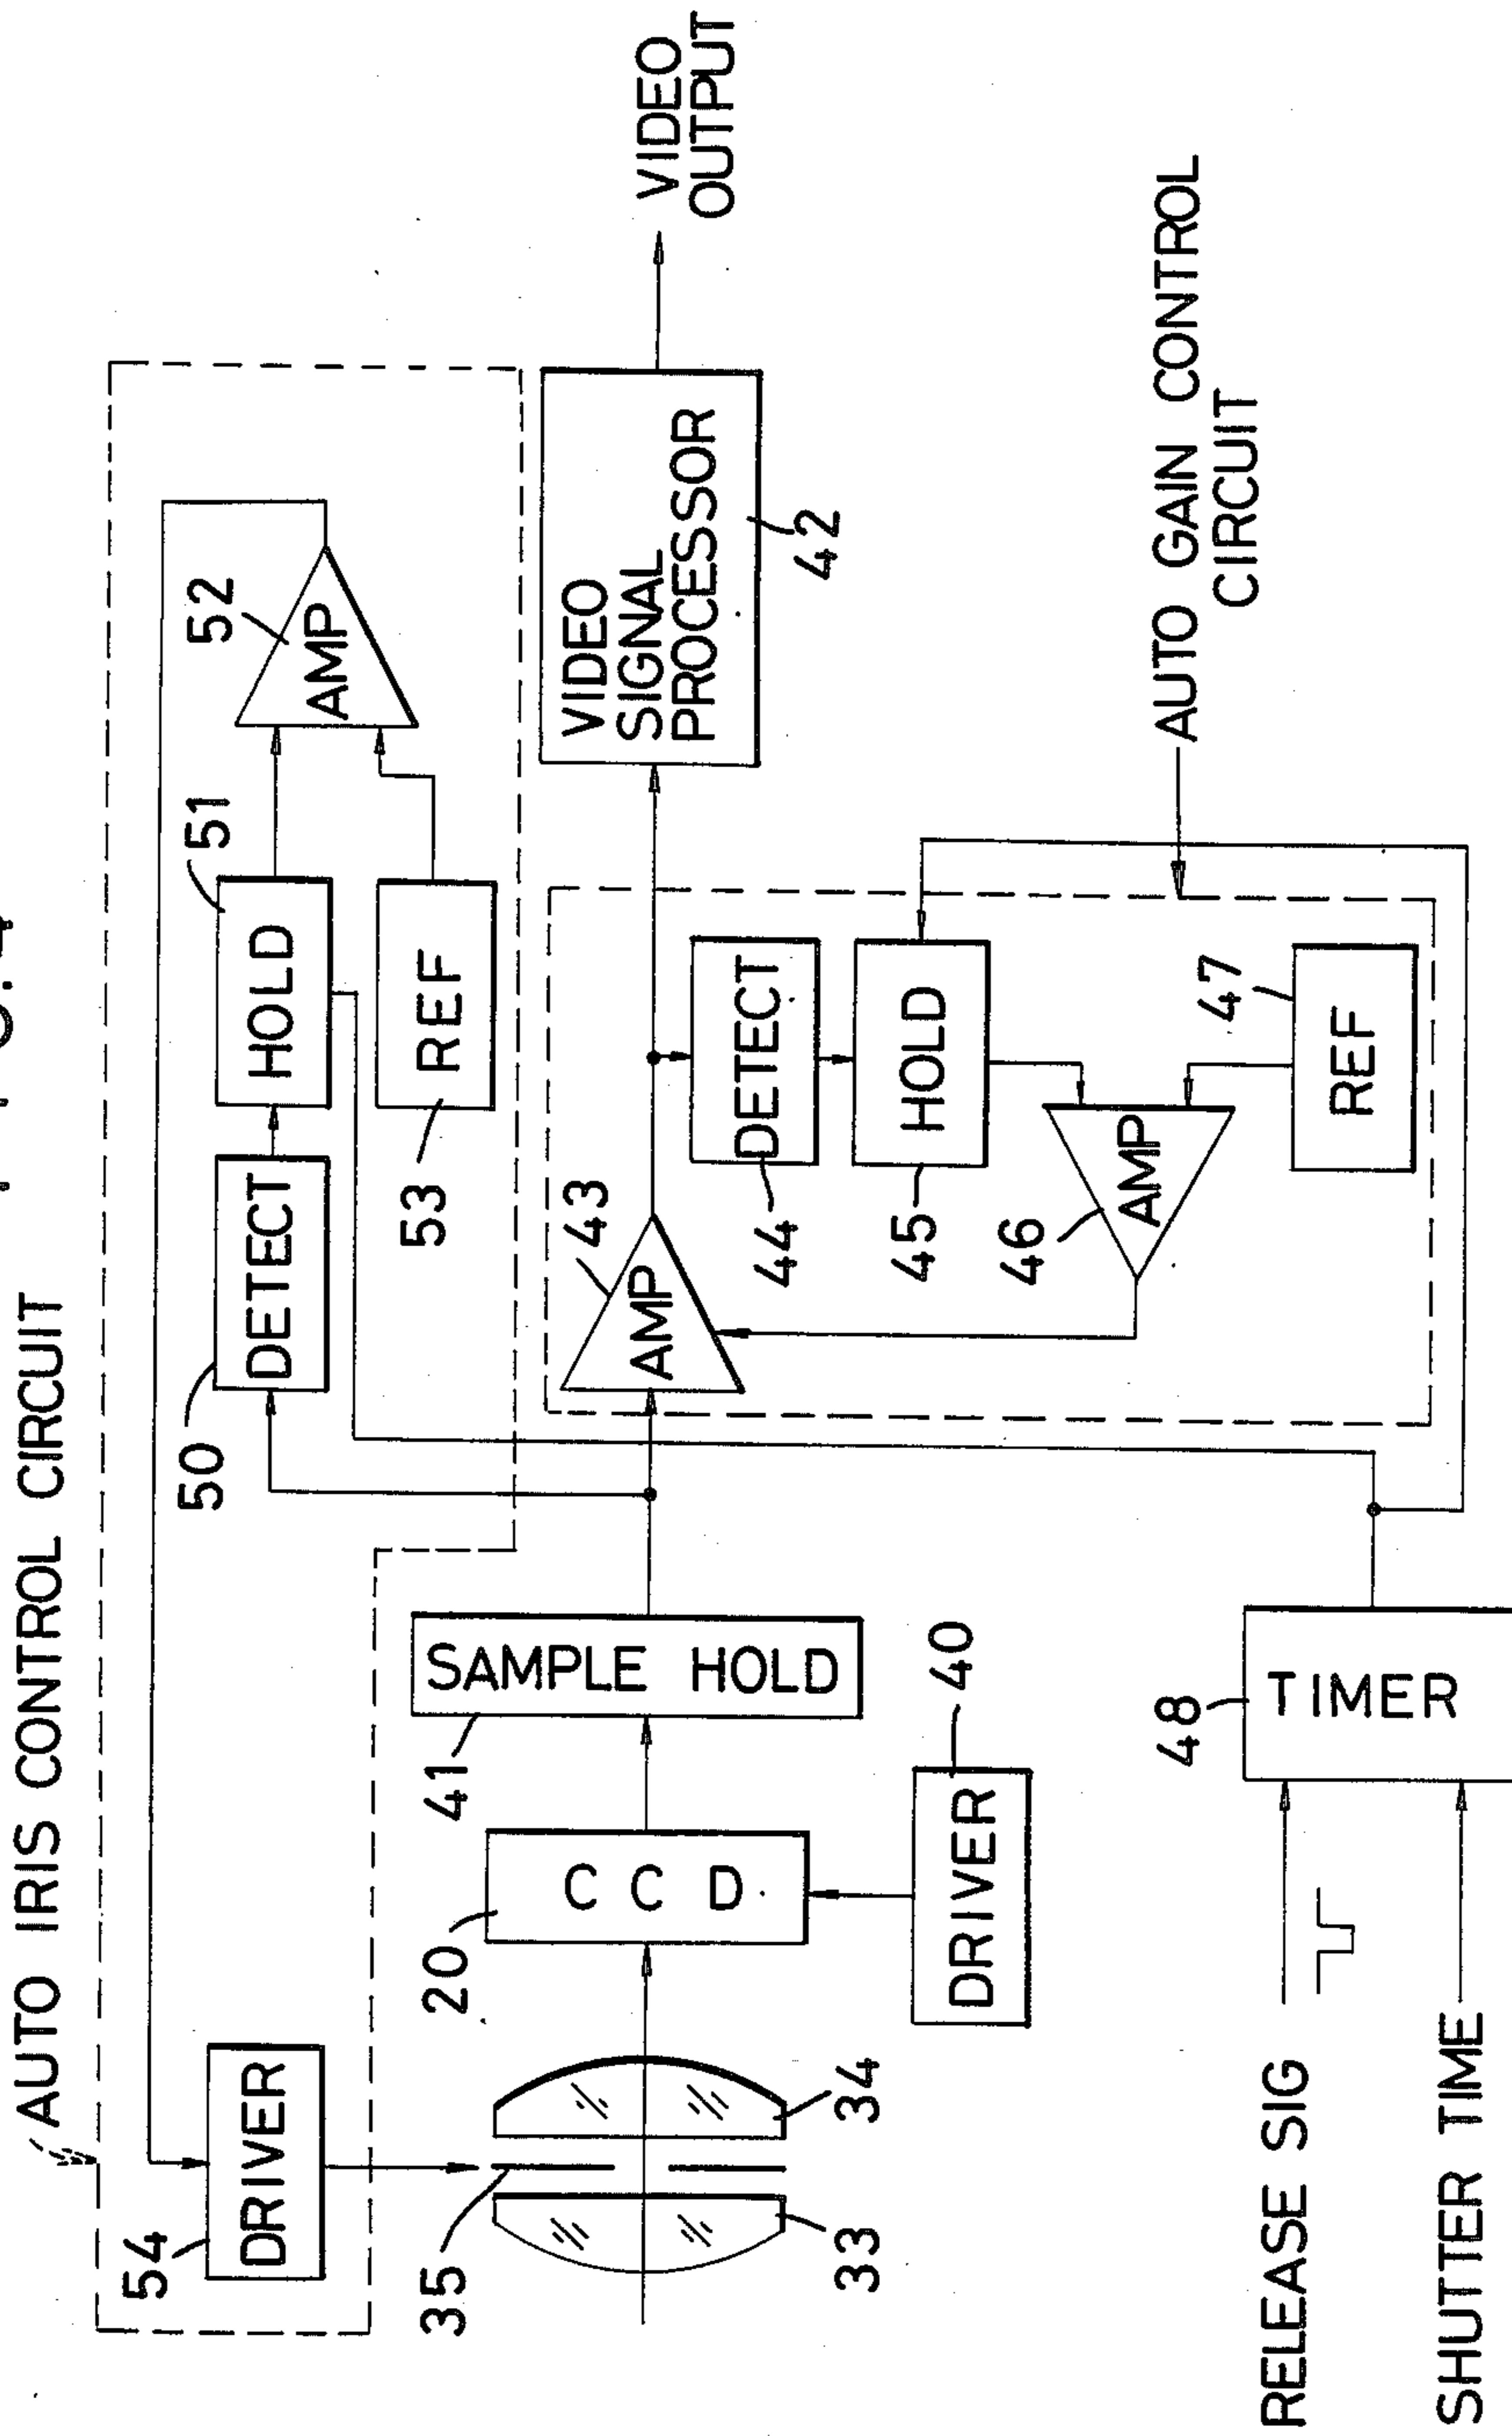 AUTO IRIS CONTROL CIRCUIT
54
DRIVER
50
DETECT
51
HOLD
52
AMP
53
REF
35
33
34
20
C C D
40
DRIVER
41
SAMPLE HOLD
43
AMP
44
DETECT
45
HOLD
46
AMP
47
REF
VIDEO
SIGNAL
PROCESSOR
42
VIDEO
OUTPUT
AUTO GAIN CONTROL
CIRCUIT
48
TIMER
RELEASE SIG
SHUTTER TIME